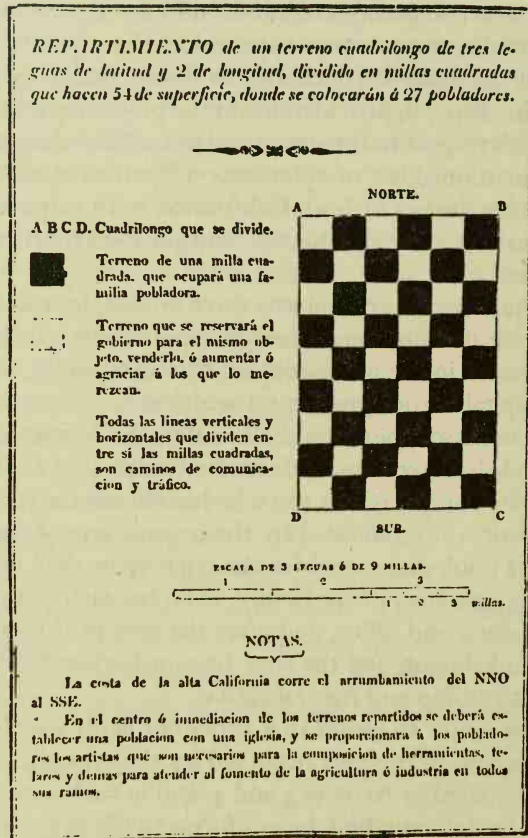 REPARTIMIENTO de un terreno cuadrilongo de tres le-
guas de latitud y 2 de longitud, dividido en millas cuadradas
que hacen 54 de superficie, donde se colocarán á 27 pobladores.
NORTE.
A B
A B C D. Cuadrilongo que se divide.
Terreno de una milla cua-
drada, que ocupará una fa-
milia pobladora.
Terreno que se reservará el
gobierno para el mismo ob-
jeto, venderlo, ó aumentar ó
agraciar á los que lo me-
rezcan.
Todas las lineas verticales y
horizontales que dividen en-
tre sí las millas cuadradas,
son caminos de comunica-
cion y tráfico.
D C
SUR.
ESCALA DE 3 LEGUAS Ó DE 9 MILLAS.
1 2 3
1 2 3 millas.
NOTAS.
La costa de la alta California corre el arrumbamiento del NNO
al SSE.
En el centro ó inmediacion de los terrenos repartidos se deberá es-
tablecer una poblacion con una iglesia, y se proporcionara á los poblado-
res los artistas que son necesarios para la composicion de herramientas, te-
lares y demas para atender al fomento de la agricultura ó industria en todos
sus ramos.